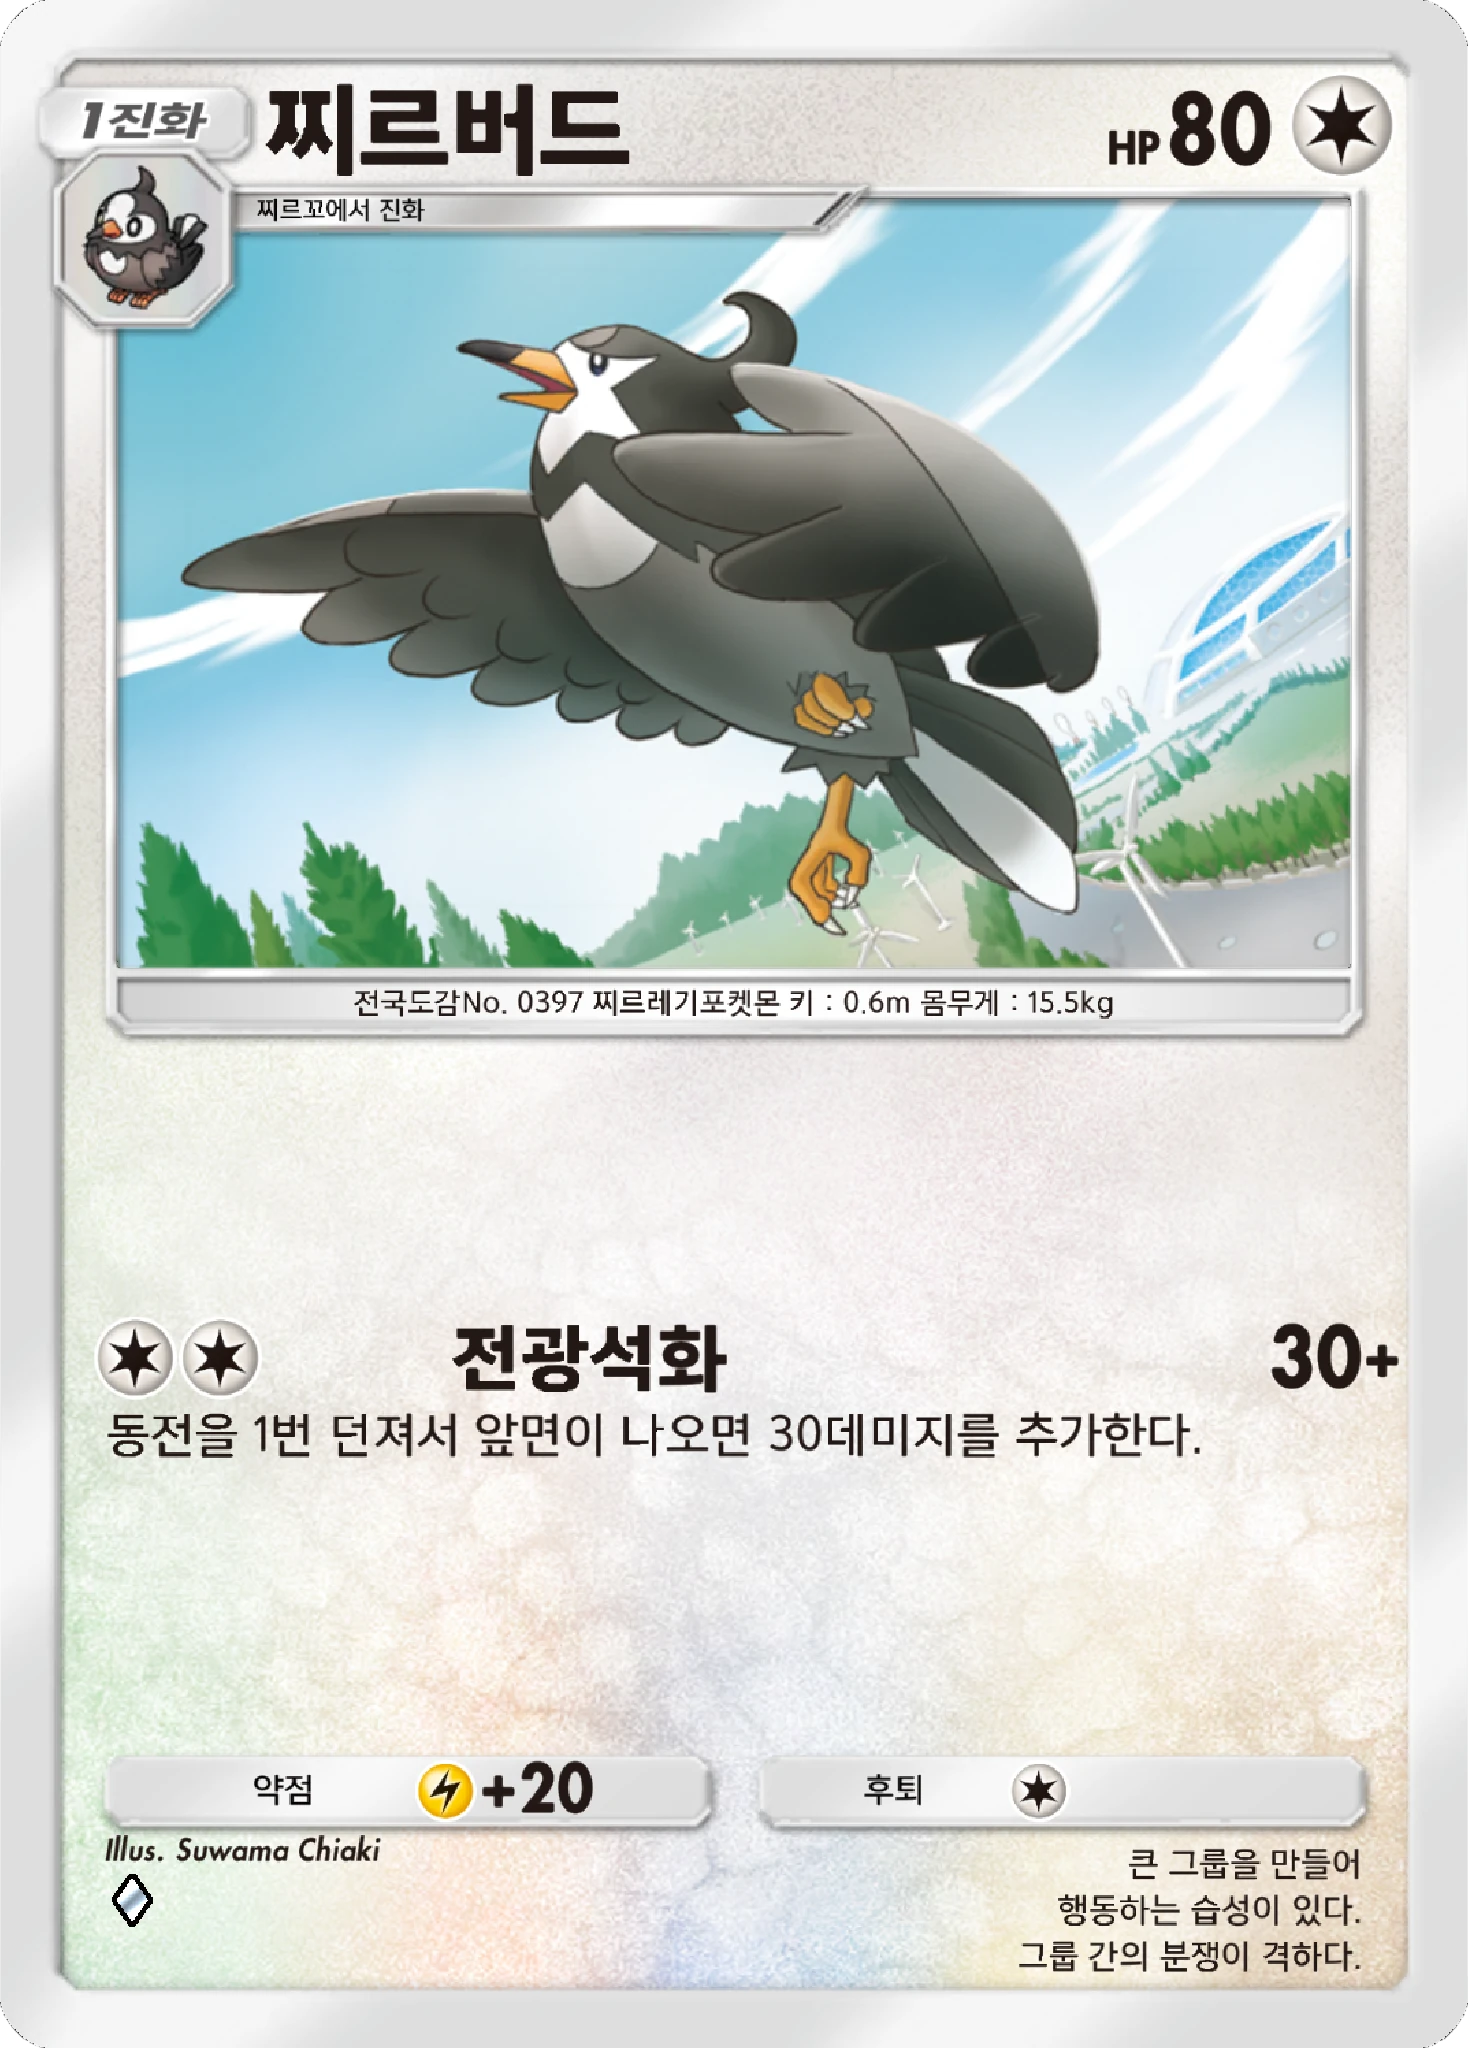 1진화
찌르버드
HP 80
찌르꼬에서 진화
전국도감No. 0397 찌르레기포켓몬 키 : 0.6m 몸무게 : 15.5kg
전광석화 30+
동전을 1번 던져서 앞면이 나오면 30데미지를 추가한다.
약점 +20
후퇴
Illus. Suwama Chiaki
큰 그룹을 만들어
행동하는 습성이 있다.
그룹 간의 분쟁이 격하다.